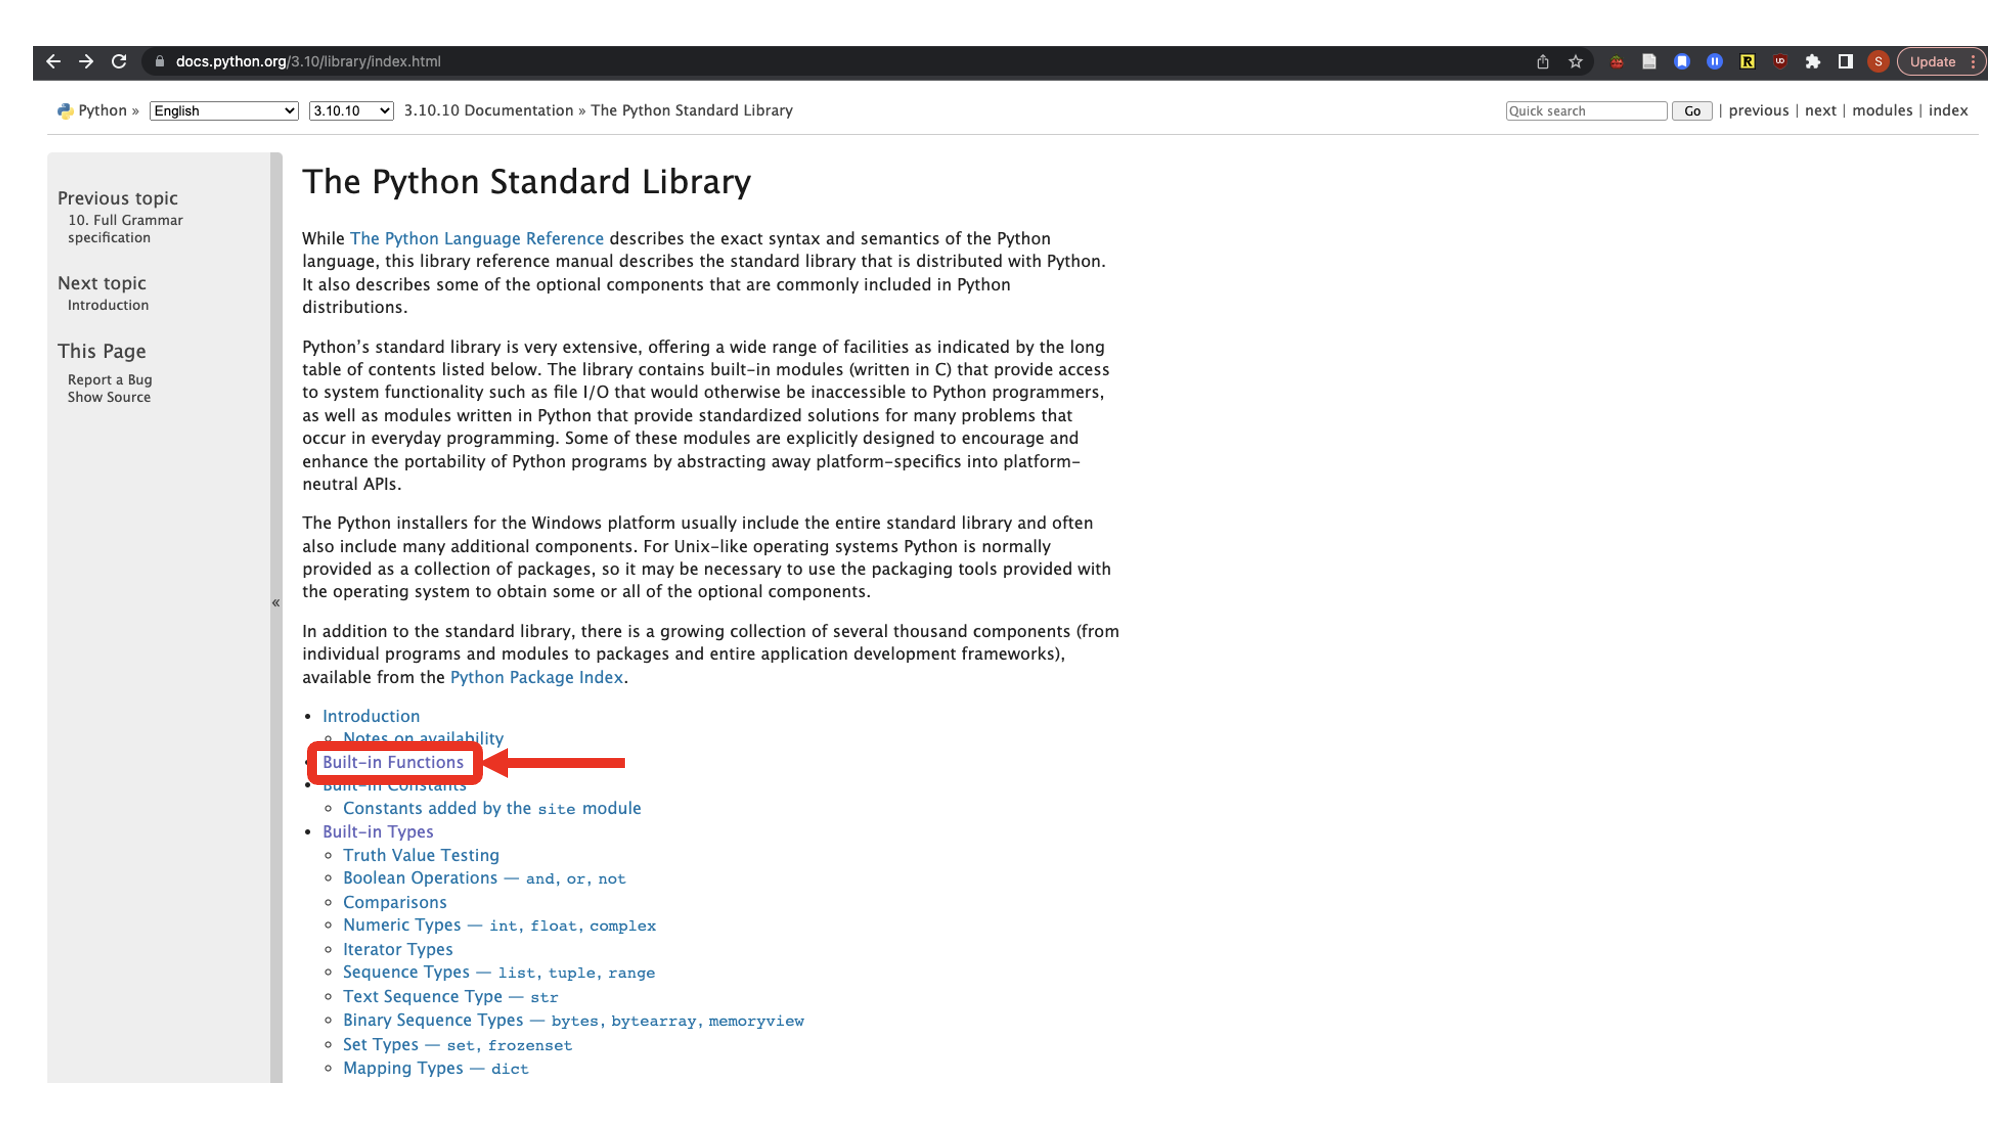 docs.python.org/3.10/library/index.html
R
UD
S
Update
Python » English 3.10.10 3.10.10 Documentation » The Python Standard Library
Quick search Go | previous | next | modules | index
Previous topic
10. Full Grammar
specification
Next topic
Introduction
This Page
Report a Bug
Show Source
«
The Python Standard Library
While The Python Language Reference describes the exact syntax and semantics of the Python
language, this library reference manual describes the standard library that is distributed with Python.
It also describes some of the optional components that are commonly included in Python
distributions.
Python’s standard library is very extensive, offering a wide range of facilities as indicated by the long
table of contents listed below. The library contains built-in modules (written in C) that provide access
to system functionality such as file I/O that would otherwise be inaccessible to Python programmers,
as well as modules written in Python that provide standardized solutions for many problems that
occur in everyday programming. Some of these modules are explicitly designed to encourage and
enhance the portability of Python programs by abstracting away platform-specifics into platform-
neutral APIs.
The Python installers for the Windows platform usually include the entire standard library and often
also include many additional components. For Unix-like operating systems Python is normally
provided as a collection of packages, so it may be necessary to use the packaging tools provided with
the operating system to obtain some or all of the optional components.
In addition to the standard library, there is a growing collection of several thousand components (from
individual programs and modules to packages and entire application development frameworks),
available from the Python Package Index.
• Introduction
◦ Notes on availability
• Built-in Functions
• Built-in Constants
◦ Constants added by the site module
• Built-in Types
◦ Truth Value Testing
◦ Boolean Operations — and, or, not
◦ Comparisons
◦ Numeric Types — int, float, complex
◦ Iterator Types
◦ Sequence Types — list, tuple, range
◦ Text Sequence Type — str
◦ Binary Sequence Types — bytes, bytearray, memoryview
◦ Set Types — set, frozenset
◦ Mapping Types — dict